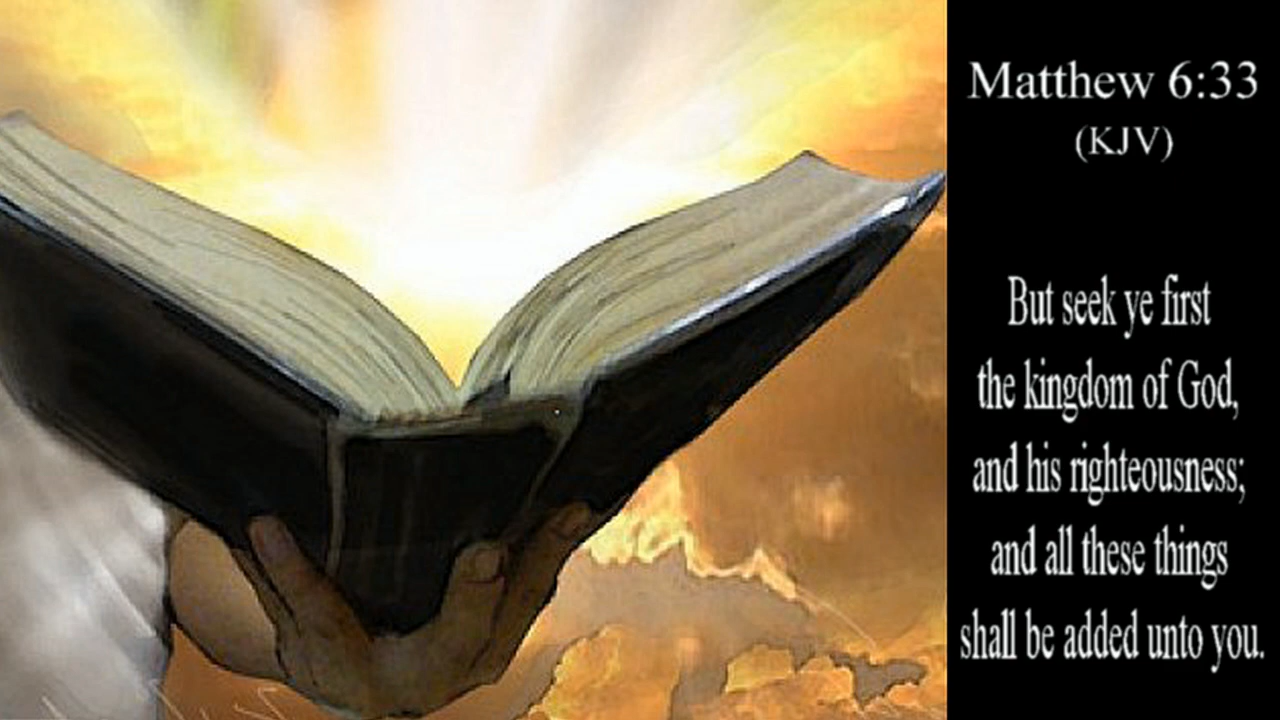 Matthew 6:33
(KJV)
But seek ye first
the kingdom of God,
and his righteousness;
and all these things
shall be added unto you.